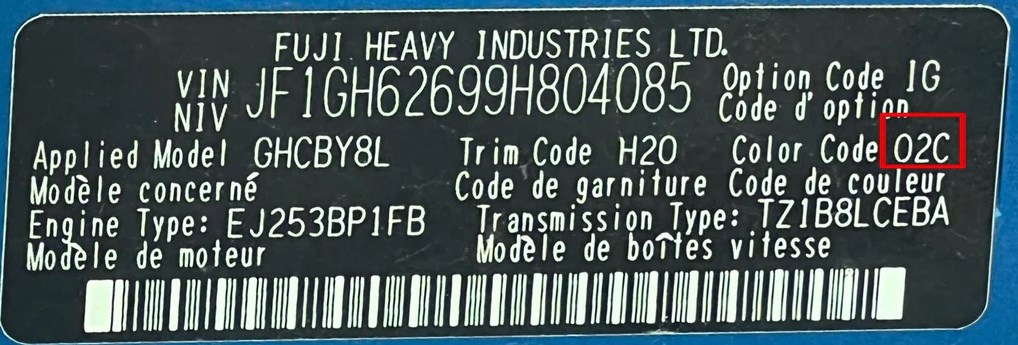 FUJI HEAVY INDUSTRIES LTD.
VIN JF1GH62699H804085 Option Code IG
NIV Code d'option
Applied Model GHCBY8L Trim Code H20 Color Code 02C
Modèle concerné Code de garniture Code de couleur
Engine Type: EJ253BP1FB Transmission Type: TZ1B8LCEBA
Modèle de moteur Modèle de boîtes vitesse